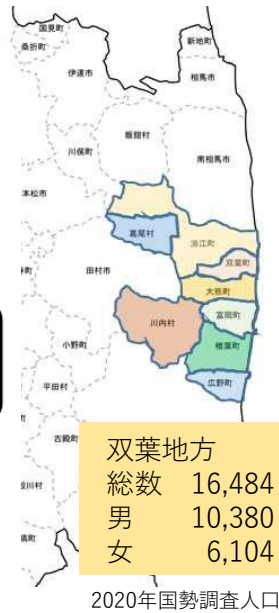 国見町
桑折町
新地町
伊達市
相馬市
飯舘村
川俣町
南相馬市
本松市
葛尾村
浪江町
双葉町
田村市
大熊町
富岡町
川内村
小野町
楢葉町
平田村
広野町
古殿町
双葉地方
総数 16,484
男 10,380
女 6,104
2020年国勢調査人口